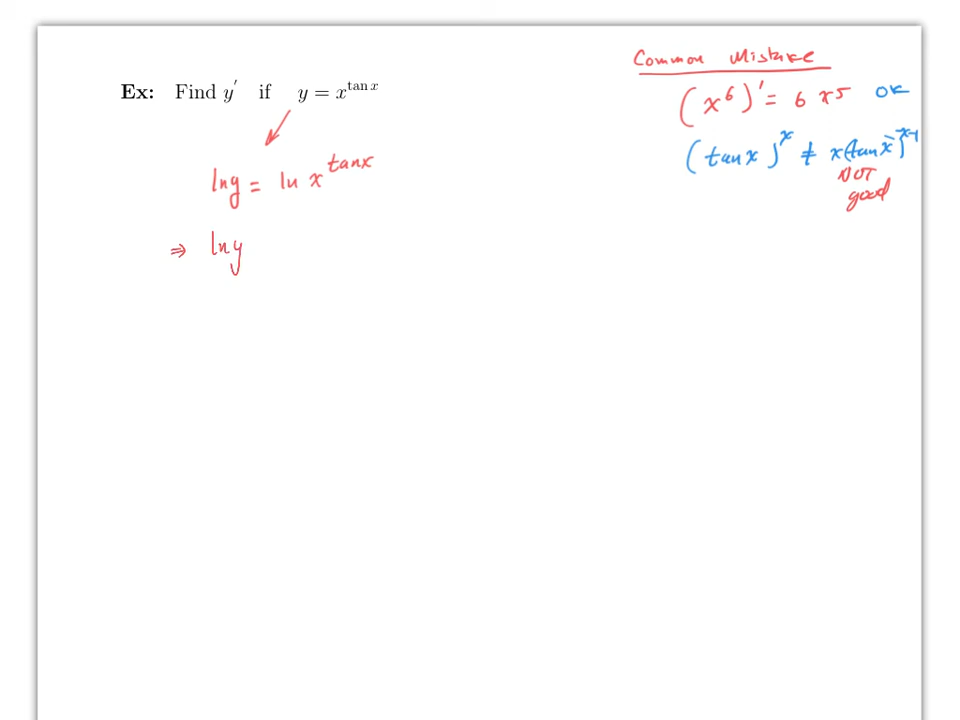 Ex: Find y′ if y = x^{tan x}
ln y = ln x^{tan x}
⇒ ln y
Common Mistake
(x^6)′ = 6x^5 OK
(tan x)^x ≠ x(tan x)^{x-1}
NOT
good